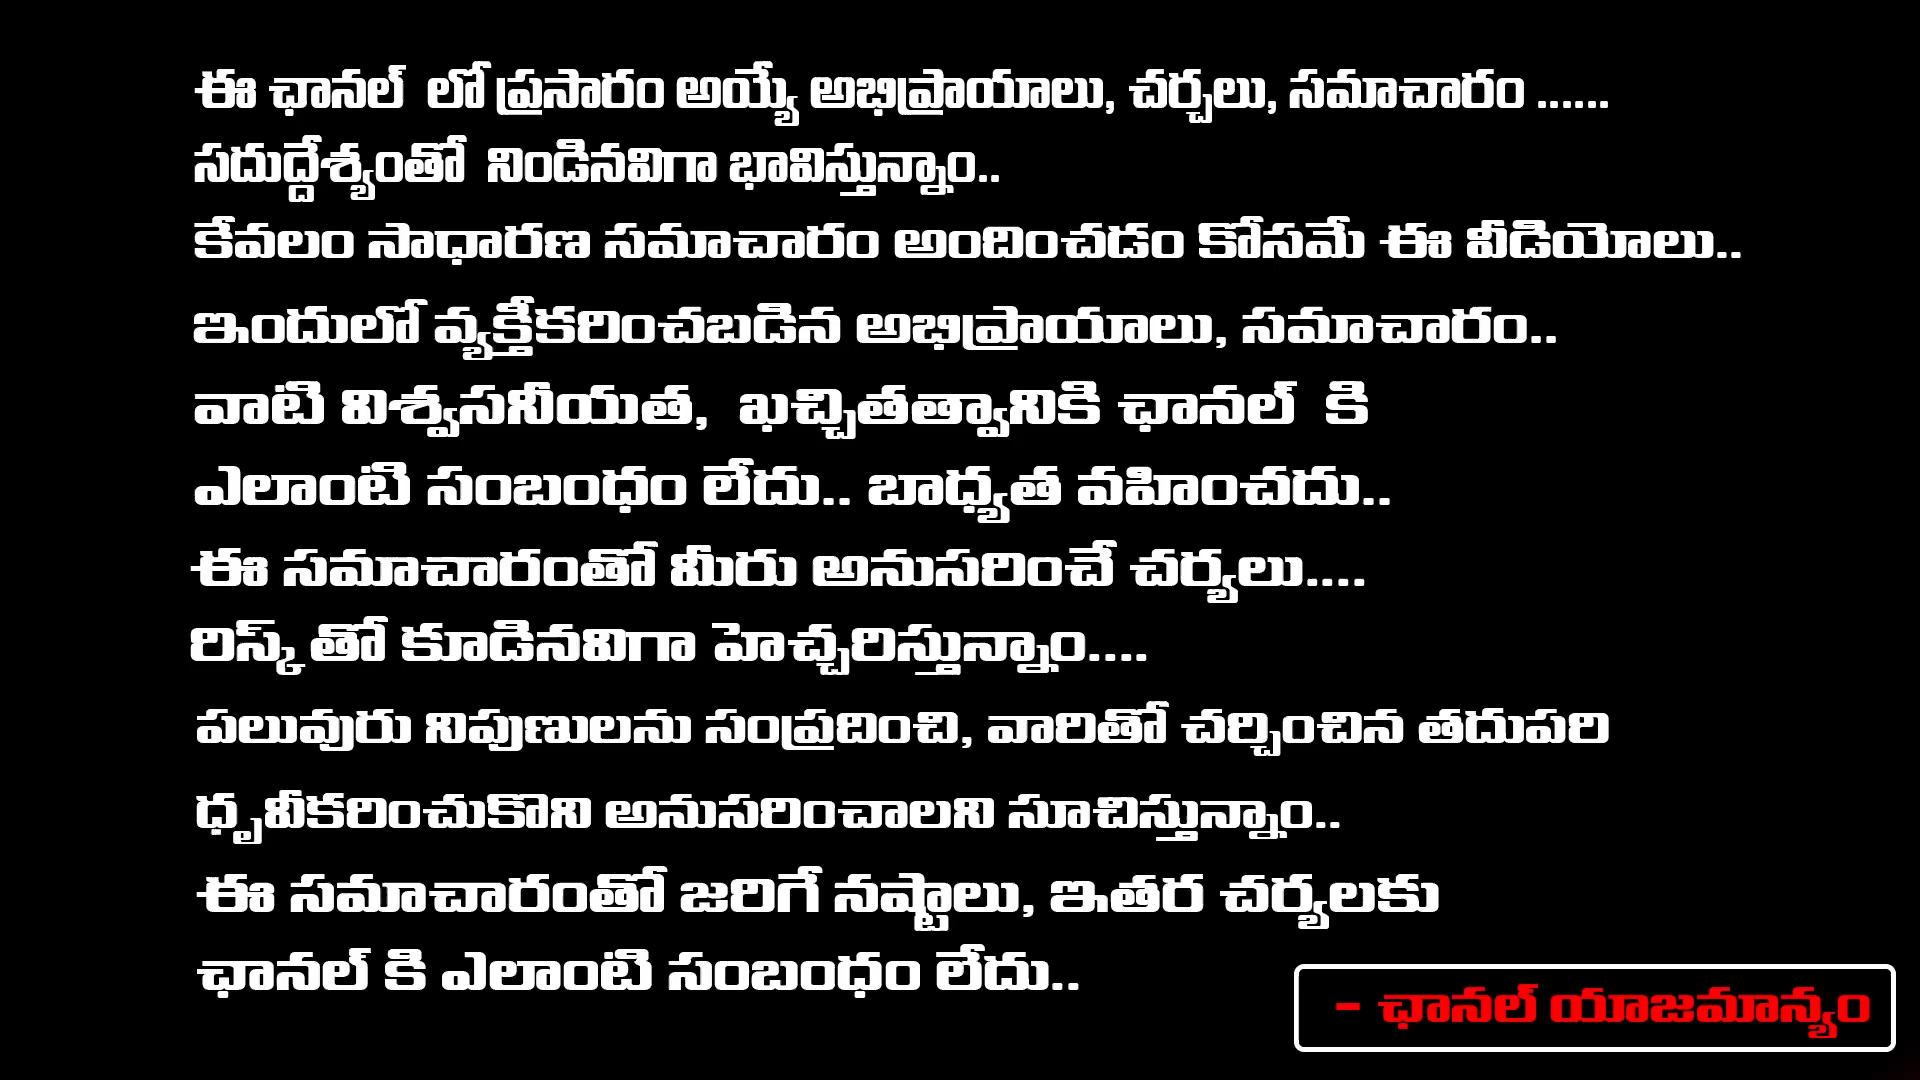 ఈ ఛానల్ లో ప్రసారం అయ్యే అభిప్రాయాలు, చర్చలు, సమాచారం ......
సదుద్దేశ్యంతో నిండినవిగా భావిస్తున్నాం..
కేవలం సాధారణ సమాచారం అందించడం కోసమే ఈ వీడియోలు..
ఇందులో వ్యక్తీకరించబడిన అభిప్రాయాలు, సమాచారం..
వాటి విశ్వసనీయత, ఖచ్చితత్వానికి ఛానల్ కి
ఎలాంటి సంబంధం లేదు.. బాధ్యత వహించదు..
ఈ సమాచారంతో మీరు అనుసరించే చర్యలు....
రిస్క్ తో కూడినవిగా హెచ్చరిస్తున్నాం....
పలువురు నిపుణులను సంప్రదించి, వారితో చర్చించిన తదుపరి
ధృవీకరించుకొని అనుసరించాలని సూచిస్తున్నాం..
ఈ సమాచారంతో జరిగే నష్టాలు, ఇతర చర్యలకు
ఛానల్ కి ఎలాంటి సంబంధం లేదు..
- ఛానల్ యాజమాన్యం